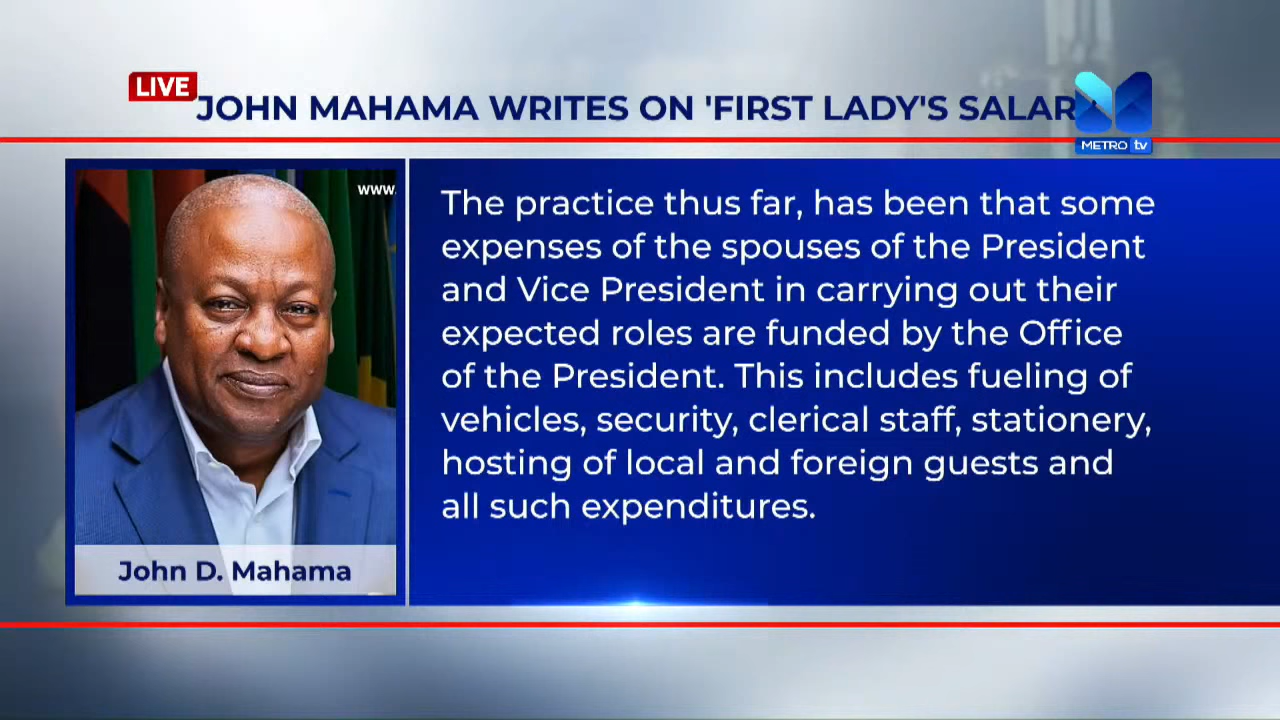 LIVE
JOHN MAHAMA WRITES ON 'FIRST LADY'S SALAR
METRO tv
www.
The practice thus far, has been that some
expenses of the spouses of the President
and Vice President in carrying out their
expected roles are funded by the Office
of the President. This includes fueling of
vehicles, security, clerical staff, stationery,
hosting of local and foreign guests and
all such expenditures.
John D. Mahama